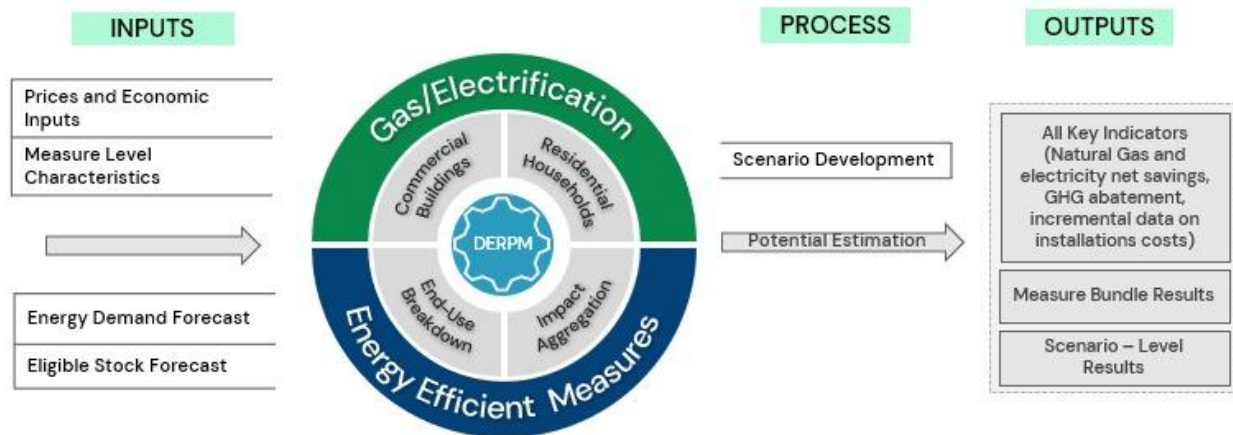 INPUTS
Prices and Economic
Inputs
Measure Level
Characteristics
Energy Demand Forecast
Eligible Stock Forecast
Gas/Electrification
Commercial
Buildings
Residential
Households
DERPM
End-Use
Breakdown
Impact
Aggregation
Energy Efficient Measures
PROCESS
Scenario Development
Potential Estimation
OUTPUTS
All Key Indicators
(Natural Gas and
electricity net savings,
GHG abatement,
incremental data on
installations costs)
Measure Bundle Results
Scenario – Level
Results